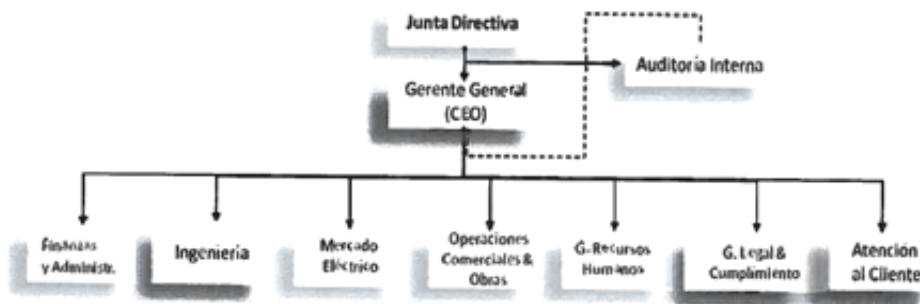 Junta Directiva
Auditoría Interna
Gerente General
(CEO)
Finanzas
y Administr.
Ingeniería
Mercado
Eléctrico
Operaciones
Comerciales &
Obras
G. Recursos
Humanos
G. Legal &
Cumplimiento
Atención
al Cliente